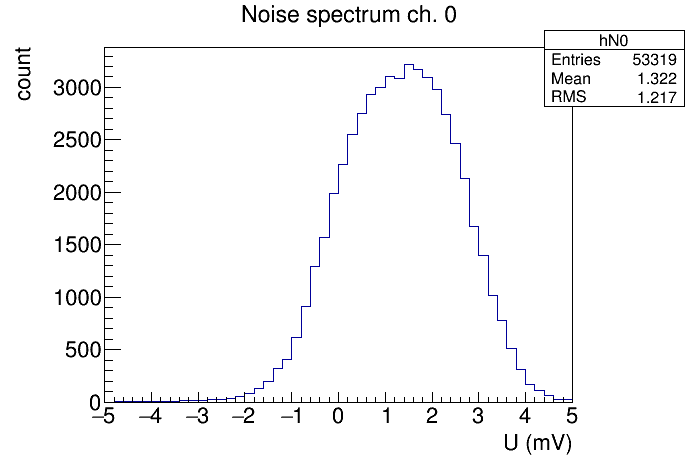 Noise spectrum ch. 0
hN0
Entries 53319
Mean 1.322
RMS 1.217
count
3000
2500
2000
1500
1000
500
0
−5 −4 −3 −2 −1 0 1 2 3 4 5
U (mV)